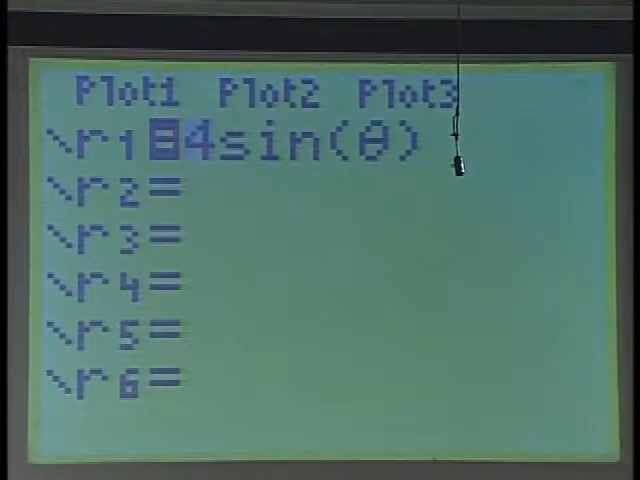 Plot1 Plot2 Plot3
\r1=4sin(θ)
\r2=
\r3=
\r4=
\r5=
\r6=